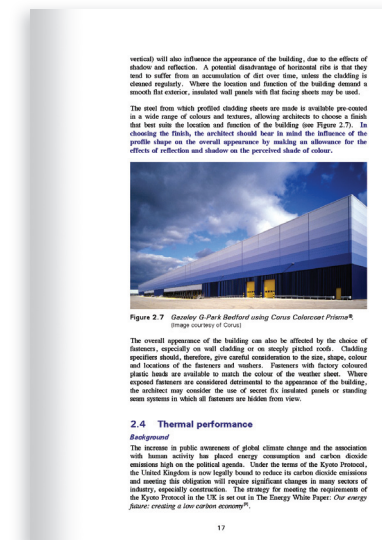 vertical) will also influence the appearance of the building, due to the effects of
shadow and reflection. A potential disadvantage of horizontal ribs is that they
tend to suffer from an accumulation of dirt over time, unless the cladding is
cleaned regularly. Where the location and function of the building demand a
smooth flat exterior, insulated wall panels with flat facing sheets may be used.
The steel from which profiled cladding sheets are made is available pre-coated
in a wide range of colours and textures, allowing architects to choose a finish
that best suits the location and function of the building (see Figure 2.7). In
choosing the finish, the architect should bear in mind the influence of the
profile shape on the overall appearance by making an allowance for the
effects of reflection and shadow on the perceived shade of colour.
Figure 2.7 Gazeley G-Park Bedford using Corus Colorcoat Prisma®.
(Image courtesy of Corus)
The overall appearance of the building can also be affected by the choice of
fasteners, especially on wall cladding or on steeply pitched roofs. Cladding
specifiers should, therefore, give careful consideration to the size, shape, colour
and locations of the fasteners and washers. Fasteners with factory coloured
plastic heads are available to match the colour of the weather sheet. Where
exposed fasteners are considered detrimental to the appearance of the building,
the architect may consider the use of secret fix insulated panels or standing
seam systems in which all fasteners are hidden from view.
2.4 Thermal performance
Background
The increase in public awareness of global climate change and the association
with human activity has placed energy consumption and carbon dioxide
emissions high on the political agenda. Under the terms of the Kyoto Protocol,
the United Kingdom is now legally bound to reduce its carbon dioxide emissions
and meeting this obligation will require significant changes in many sectors of
industry, especially construction. The strategy for meeting the requirements of
the Kyoto Protocol in the UK is set out in The Energy White Paper: Our energy
future: creating a low carbon economy
17